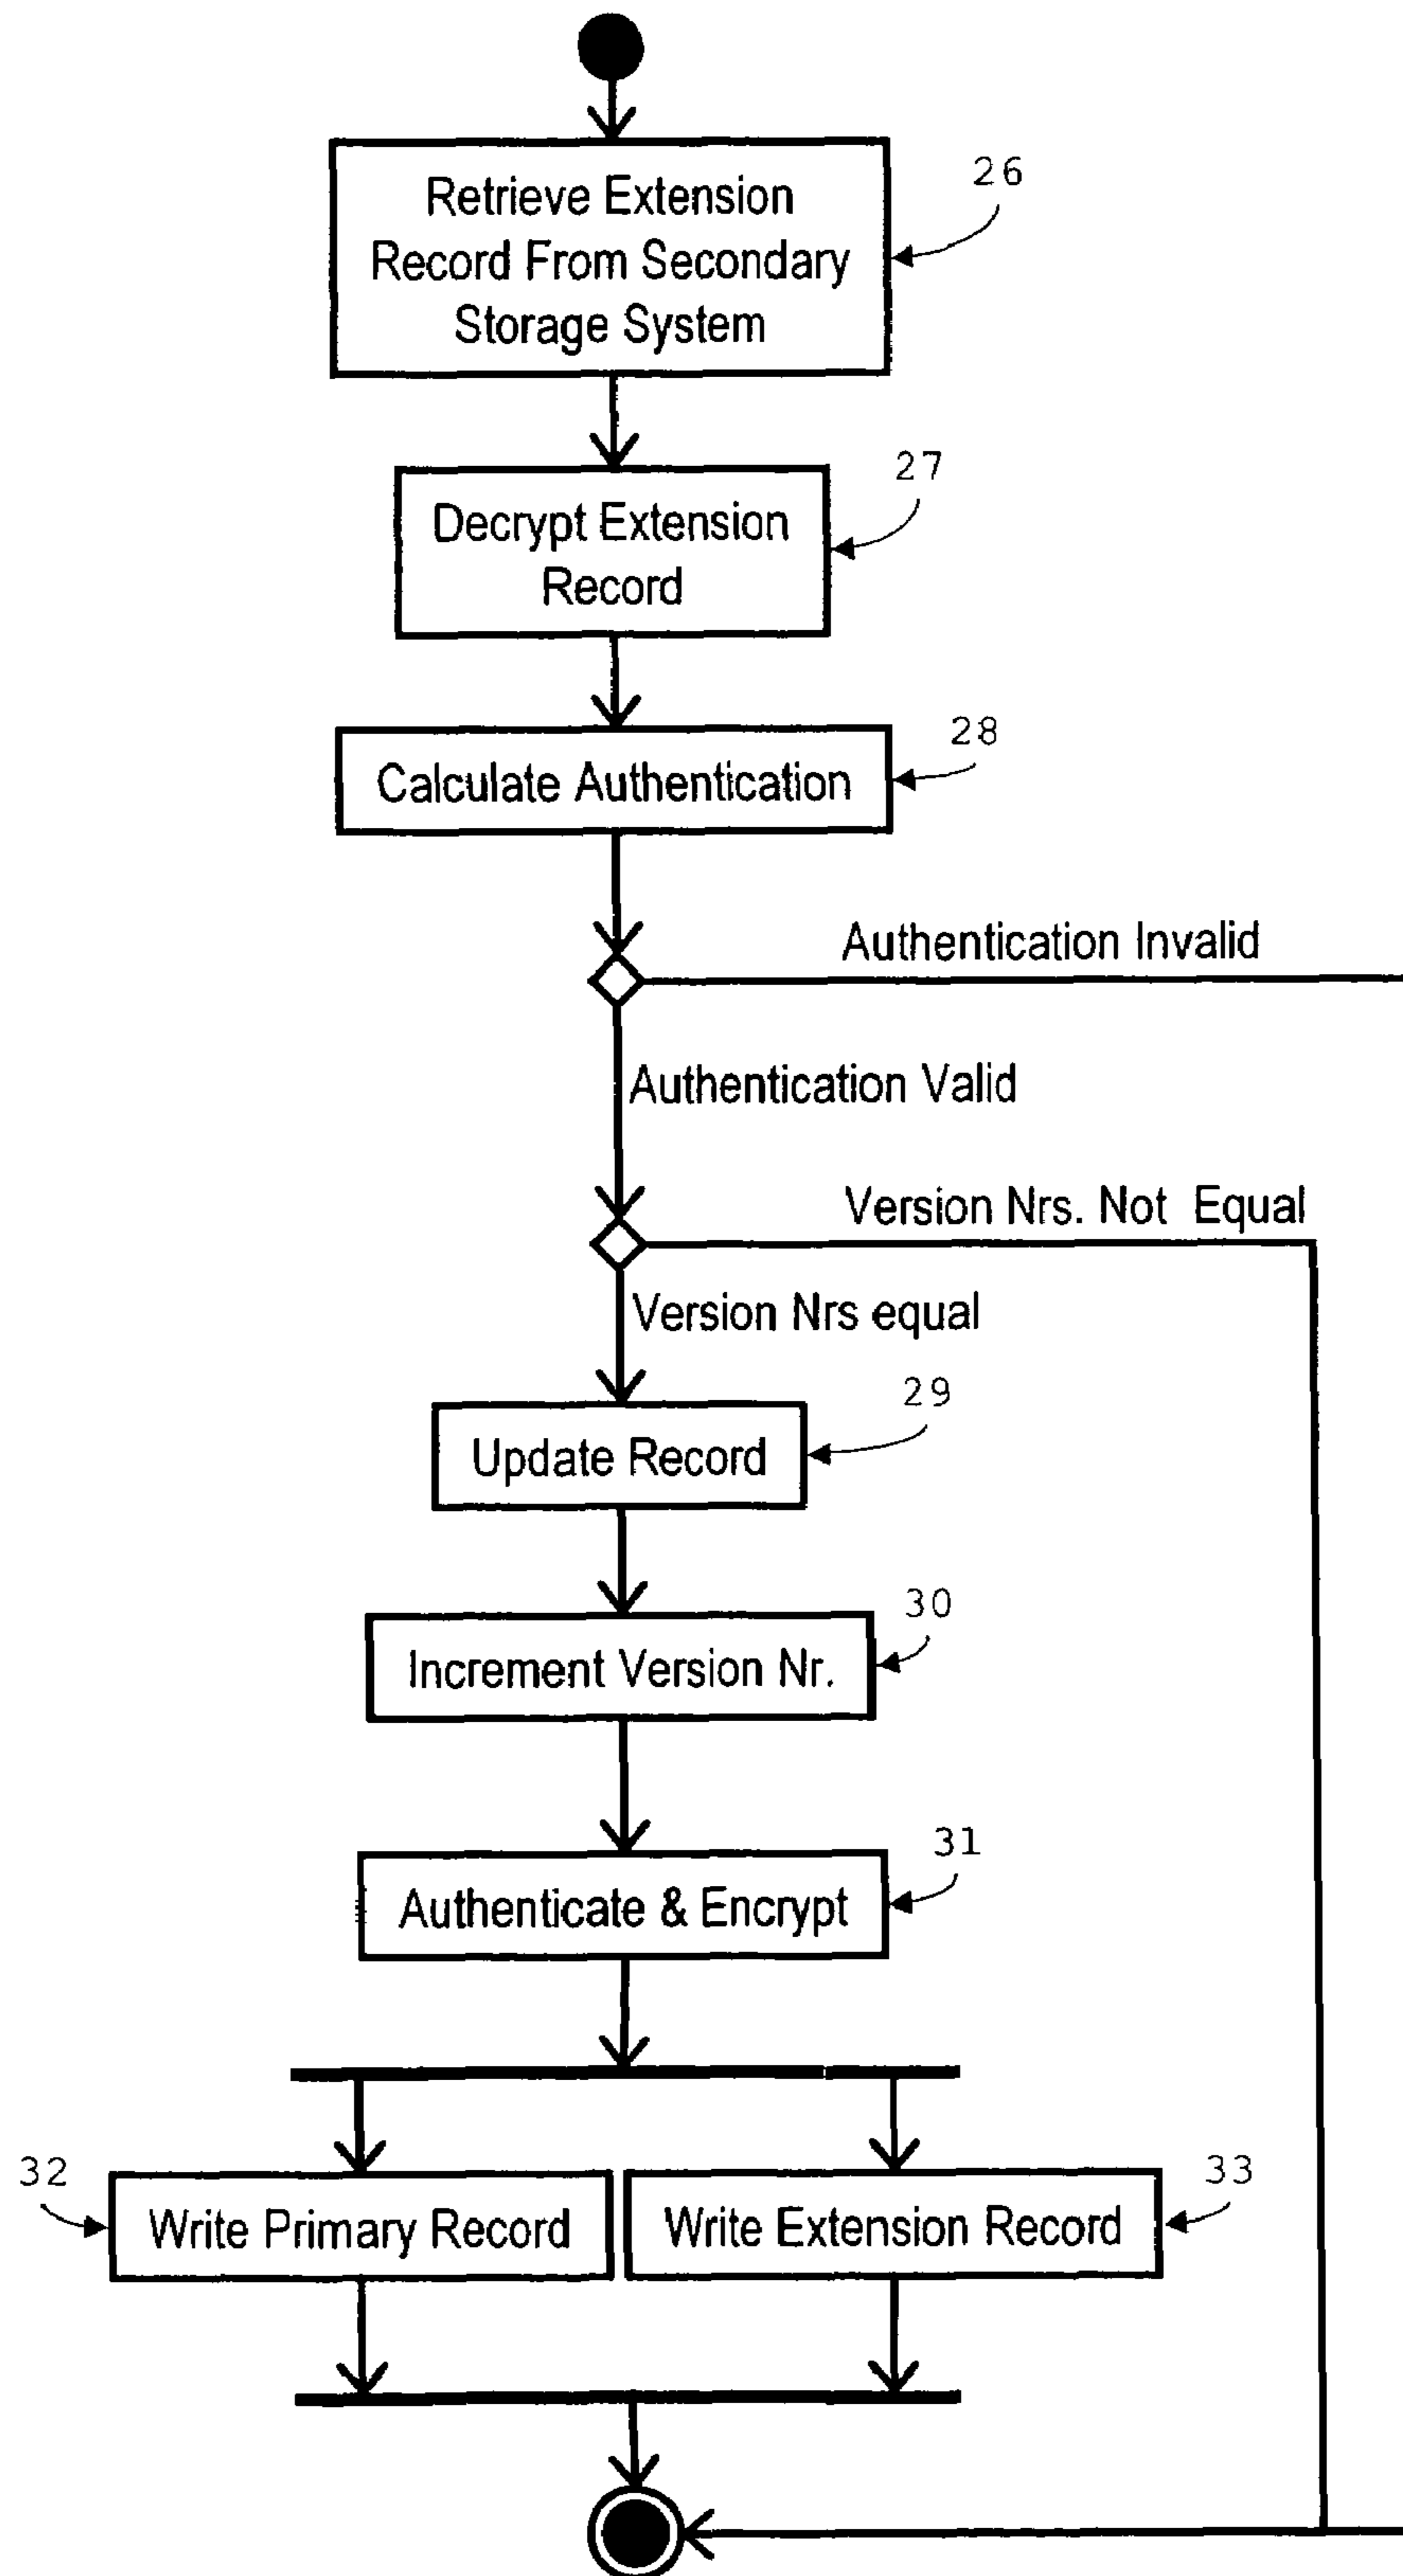 Retrieve Extension
Record From Secondary
Storage System
26
Decrypt Extension
Record
27
Calculate Authentication
28
Authentication Invalid
Authentication Valid
Version Nrs. Not Equal
Version Nrs equal
Update Record
29
Increment Version Nr.
30
Authenticate & Encrypt
31
32
Write Primary Record
Write Extension Record
33